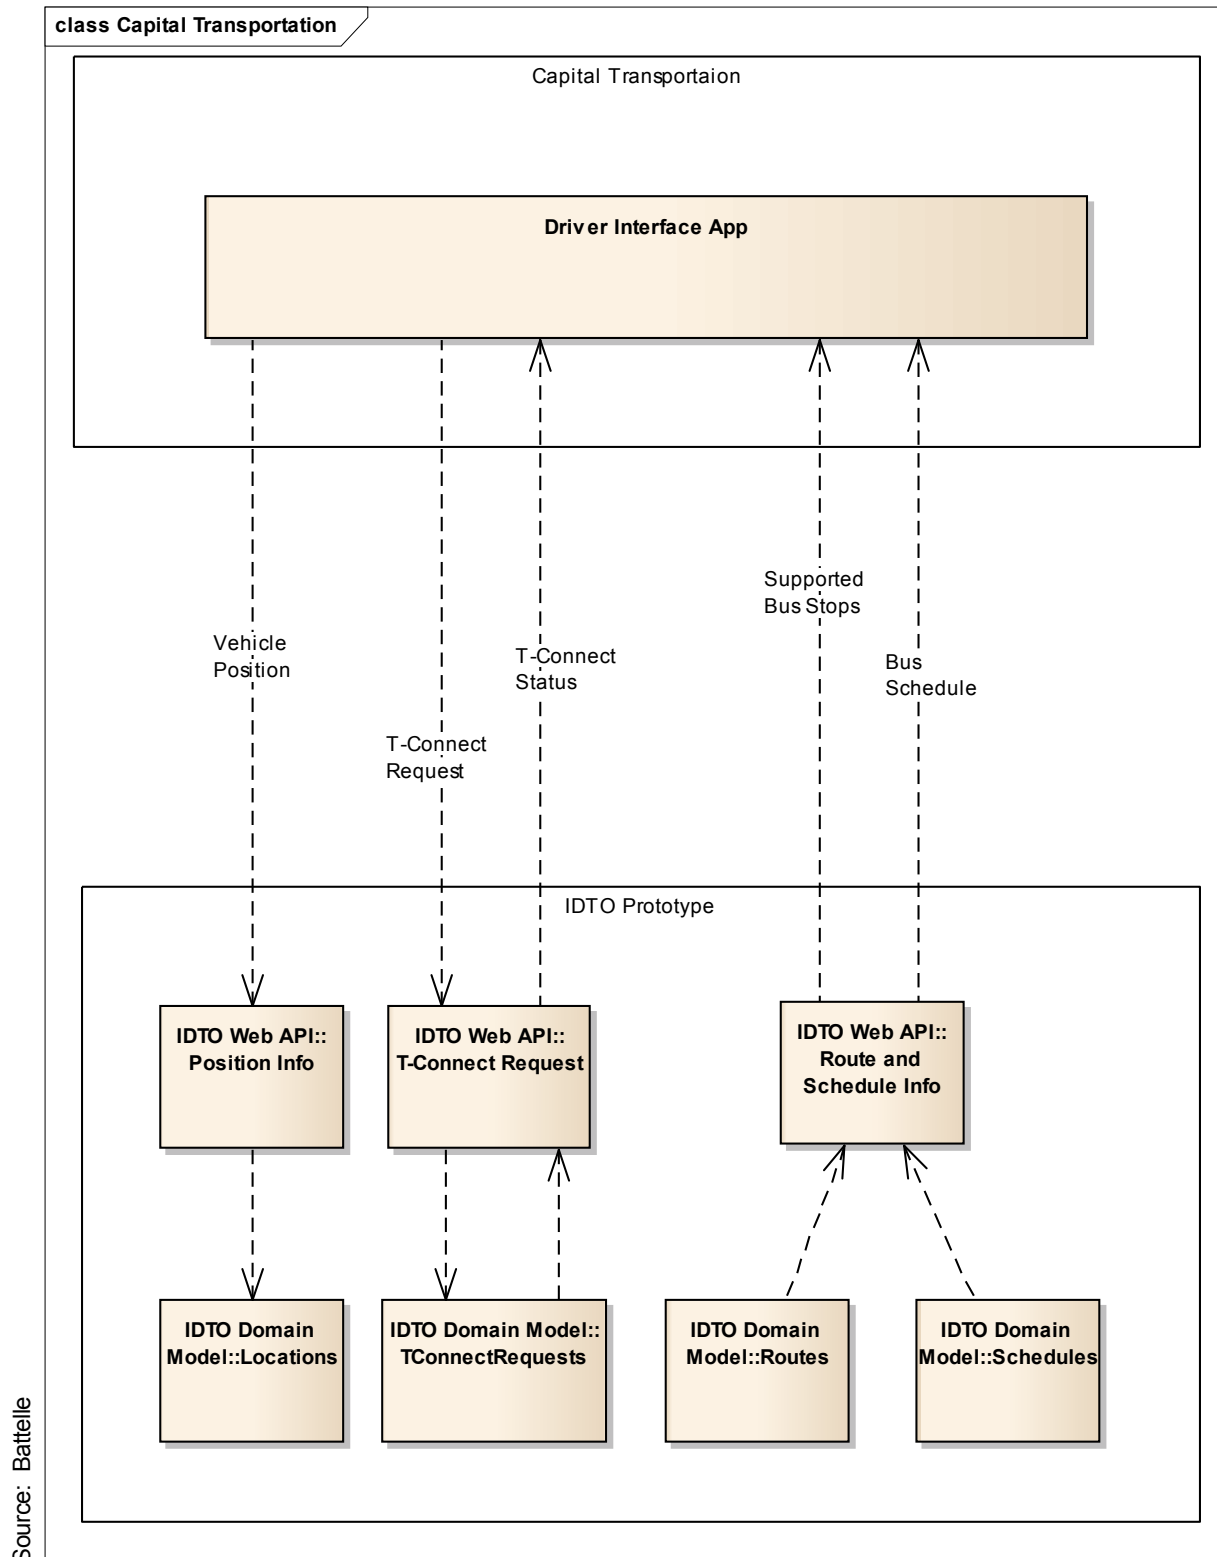 class Capital Transportation
Capital Transportaion
Driver Interface App
Supported
Bus Stops
Vehicle
Position
T-Connect
Status
Bus
Schedule
T-Connect
Request
IDTO Prototype
IDTO Web API::
Position Info
IDTO Web API::
T-Connect Request
IDTO Web API::
Route and
Schedule Info
IDTO Domain
Model::Locations
IDTO Domain Model::
TConnectRequests
IDTO Domain
Model::Routes
IDTO Domain
Model::Schedules
Source: Battelle